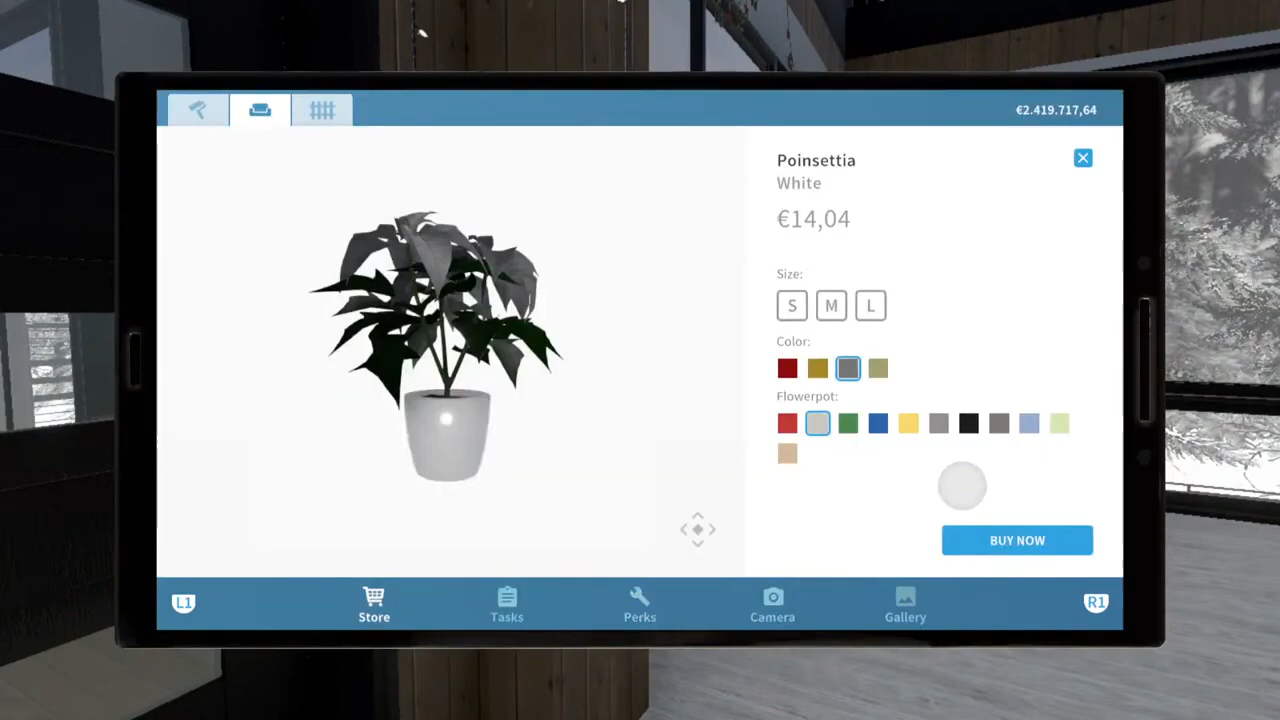 €2.419.717,64
Poinsettia
White
€14,04
Size:
S M L
Color:
Flowerpot:
BUY NOW
L1
Store
Tasks
Perks
Camera
Gallery
R1